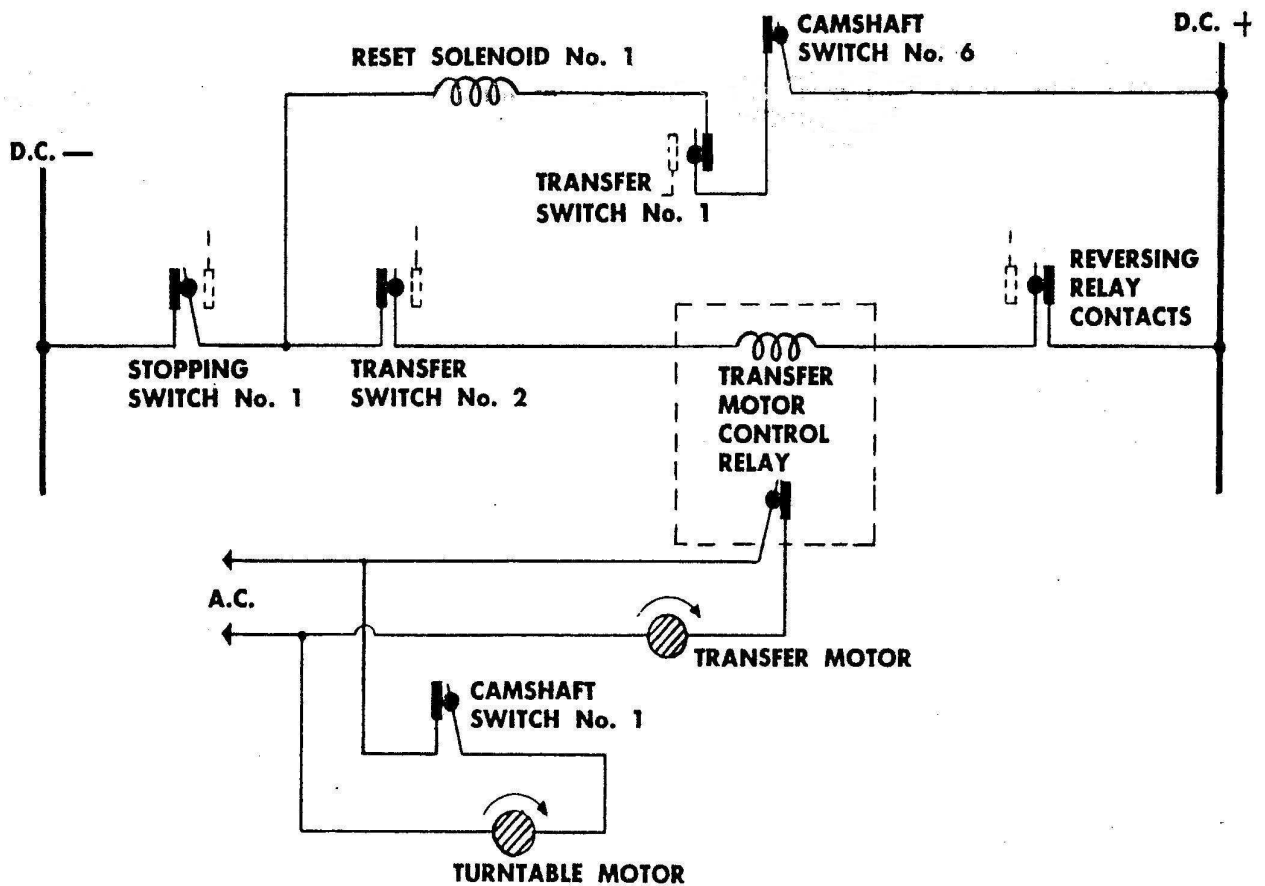 CAMSHAFT
SWITCH No. 6
D.C. +
RESET SOLENOID No. 1
D.C. —
TRANSFER
SWITCH No. 1
REVERSING
RELAY
CONTACTS
STOPPING
SWITCH No. 1
TRANSFER
SWITCH No. 2
TRANSFER
MOTOR
CONTROL
RELAY
A.C.
TRANSFER MOTOR
CAMSHAFT
SWITCH No. 1
TURNTABLE MOTOR